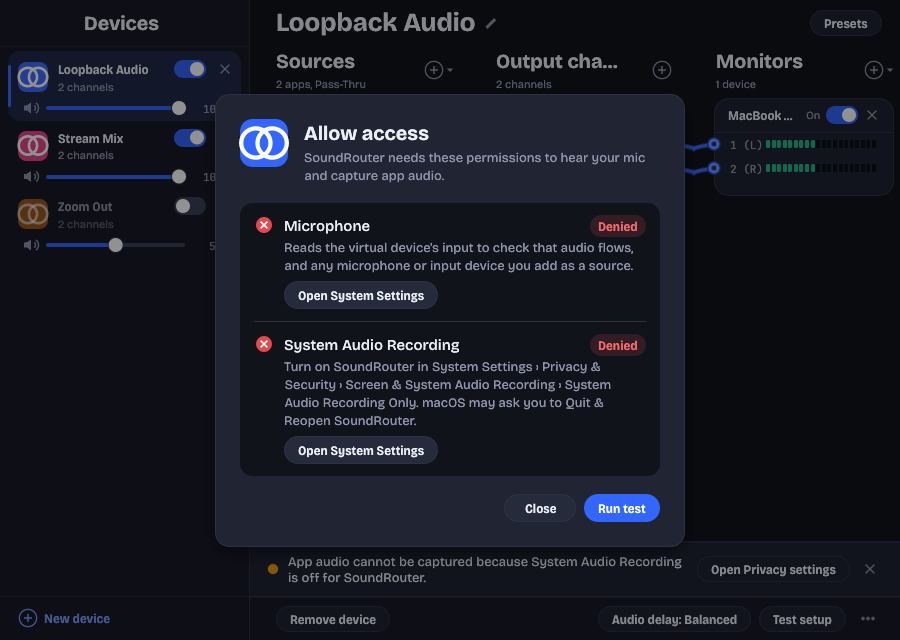 Devices
Loopback Audio
2 channels
10
Stream Mix
2 channels
10
Zoom Out
2 channels
5
New device
Loopback Audio
Presets
Sources
2 apps, Pass-Thru
Output cha...
2 channels
Monitors
1 device
MacBook ... On
1 (L)
2 (R)
Allow access
SoundRouter needs these permissions to hear your mic
and capture app audio.
Microphone Denied
Reads the virtual device's input to check that audio flows,
and any microphone or input device you add as a source.
Open System Settings
System Audio Recording Denied
Turn on SoundRouter in System Settings › Privacy &
Security › Screen & System Audio Recording › System
Audio Recording Only. macOS may ask you to Quit &
Reopen SoundRouter.
Open System Settings
Close Run test
App audio cannot be captured because System Audio Recording
is off for SoundRouter.
Open Privacy settings
Remove device
Audio delay: Balanced
Test setup